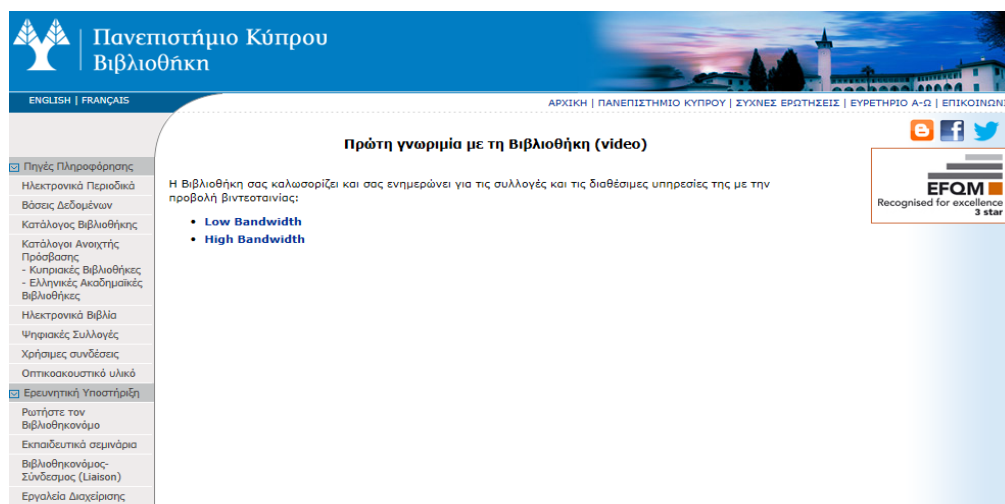 Πανεπιστήμιο Κύπρου
Βιβλιοθήκη
ENGLISH | FRANÇAIS
ΑΡΧΙΚΗ | ΠΑΝΕΠΙΣΤΗΜΙΟ ΚΥΠΡΟΥ | ΣΥΧΝΕΣ ΕΡΩΤΗΣΕΙΣ | ΕΥΡΕΤΗΡΙΟ Α-Ω | ΕΠΙΚΟΙΝΩΝ
Πρώτη γνωριμία με τη Βιβλιοθήκη (video)
Η Βιβλιοθήκη σας καλωσορίζει και σας ενημερώνει για τις συλλογές και τις διαθέσιμες υπηρεσίες της με την
προβολή βιντεοταινίας:
• Low Bandwidth
• High Bandwidth
Πηγές Πληροφόρησης
Ηλεκτρονικά Περιοδικά
Βάσεις Δεδομένων
Κατάλογος Βιβλιοθήκης
Κατάλογοι Ανοιχτής
Πρόσβασης
- Κυπριακές Βιβλιοθήκες
- Ελληνικές Ακαδημαϊκές
Βιβλιοθήκες
Ηλεκτρονικά Βιβλία
Ψηφιακές Συλλογές
Χρήσιμες συνδέσεις
Οπτικοακουστικό υλικό
Ερευνητική Υποστήριξη
Ρωτήστε τον
Βιβλιοθηκονόμο
Εκπαιδευτικά σεμινάρια
Βιβλιοθηκονόμος-
Σύνδεσμος (Liaison)
Εργαλεία Διαχείρισης
EFQM
Recognised for excellence
3 star